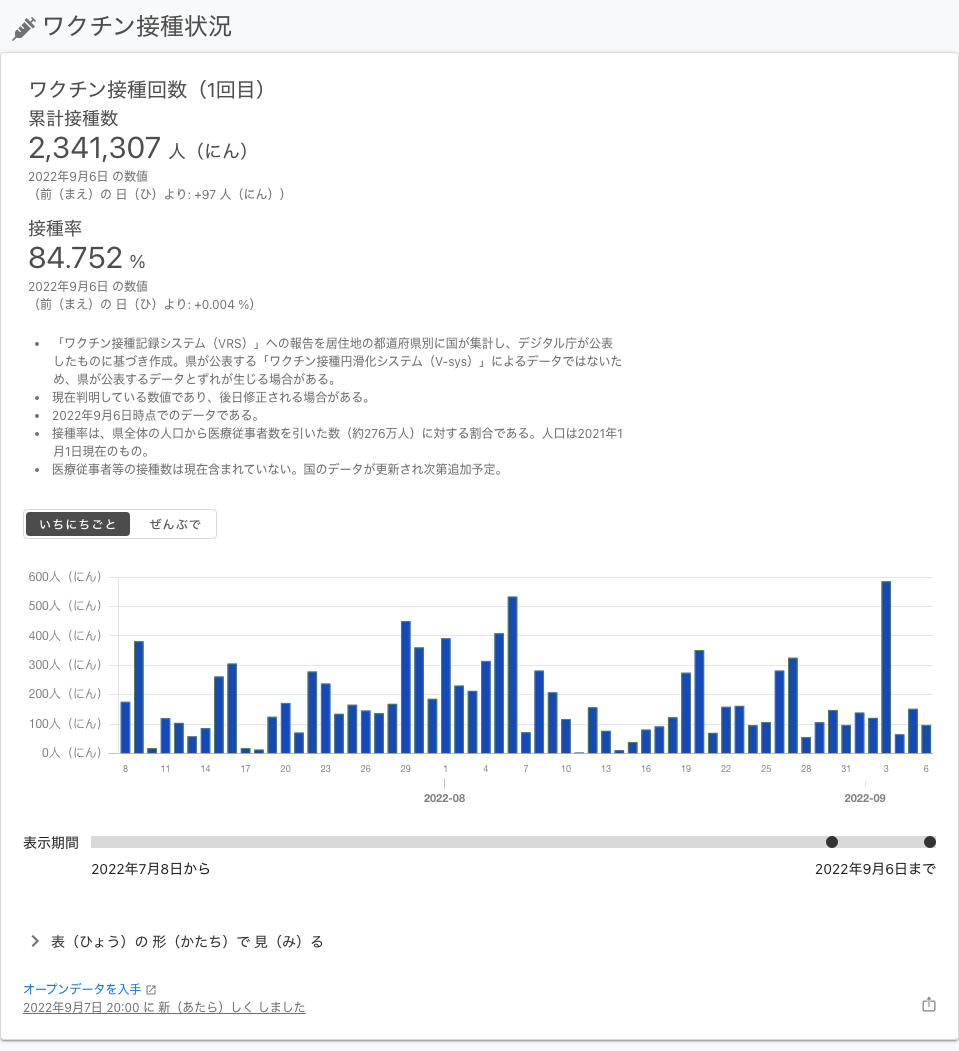 ワクチン接種状況
ワクチン接種回数（1回目）
累計接種数
2,341,307 人（にん）
2022年9月6日 の数値
（前（まえ）の 日（ひ）より: +97 人（にん））
接種率
84.752 %
2022年9月6日 の数値
（前（まえ）の 日（ひ）より: +0.004 %）
• 「ワクチン接種記録システム（VRS）」への報告を居住地の都道府県別に国が集計し、デジタル庁が公表
したものに基づき作成。県が公表する「ワクチン接種円滑化システム（V-sys）」によるデータではないた
め、県が公表するデータとずれが生じる場合がある。
• 現在判明している数値であり、後日修正される場合がある。
• 2022年9月6日時点でのデータである。
• 接種率は、県全体の人口から医療従事者数を引いた数（約276万人）に対する割合である。人口は2021年1
月1日現在のもの。
• 医療従事者等の接種数は現在含まれていない。国のデータが更新され次第追加予定。
いちにちごと ぜんぶで
600人（にん）
500人（にん）
400人（にん）
300人（にん）
200人（にん）
100人（にん）
0人（にん）
8 11 14 17 20 23 26 29 1 4 7 10 13 16 19 22 25 28 31 3 6
2022-08 2022-09
表示期間
2022年7月8日から 2022年9月6日まで
表（ひょう）の 形（かたち）で 見（み）る
オープンデータを入手
2022年9月7日 20:00 に 新（あたら）しく しました